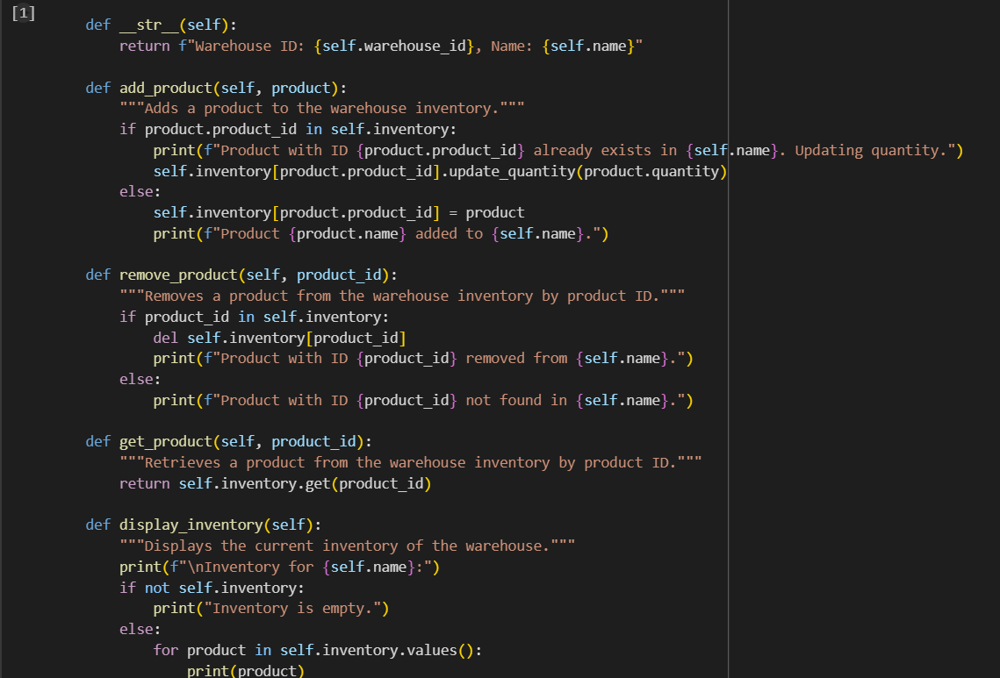 [1]
def __str__(self):
return f"Warehouse ID: {self.warehouse_id}, Name: {self.name}"
def add_product(self, product):
"""Adds a product to the warehouse inventory."""
if product.product_id in self.inventory:
print(f"Product with ID {product.product_id} already exists in {self.name}. Updating quantity.")
self.inventory[product.product_id].update_quantity(product.quantity)
else:
self.inventory[product.product_id] = product
print(f"Product {product.name} added to {self.name}.")
def remove_product(self, product_id):
"""Removes a product from the warehouse inventory by product ID."""
if product_id in self.inventory:
del self.inventory[product_id]
print(f"Product with ID {product_id} removed from {self.name}.")
else:
print(f"Product with ID {product_id} not found in {self.name}.")
def get_product(self, product_id):
"""Retrieves a product from the warehouse inventory by product ID."""
return self.inventory.get(product_id)
def display_inventory(self):
"""Displays the current inventory of the warehouse."""
print(f"\nInventory for {self.name}:")
if not self.inventory:
print("Inventory is empty.")
else:
for product in self.inventory.values():
print(product)